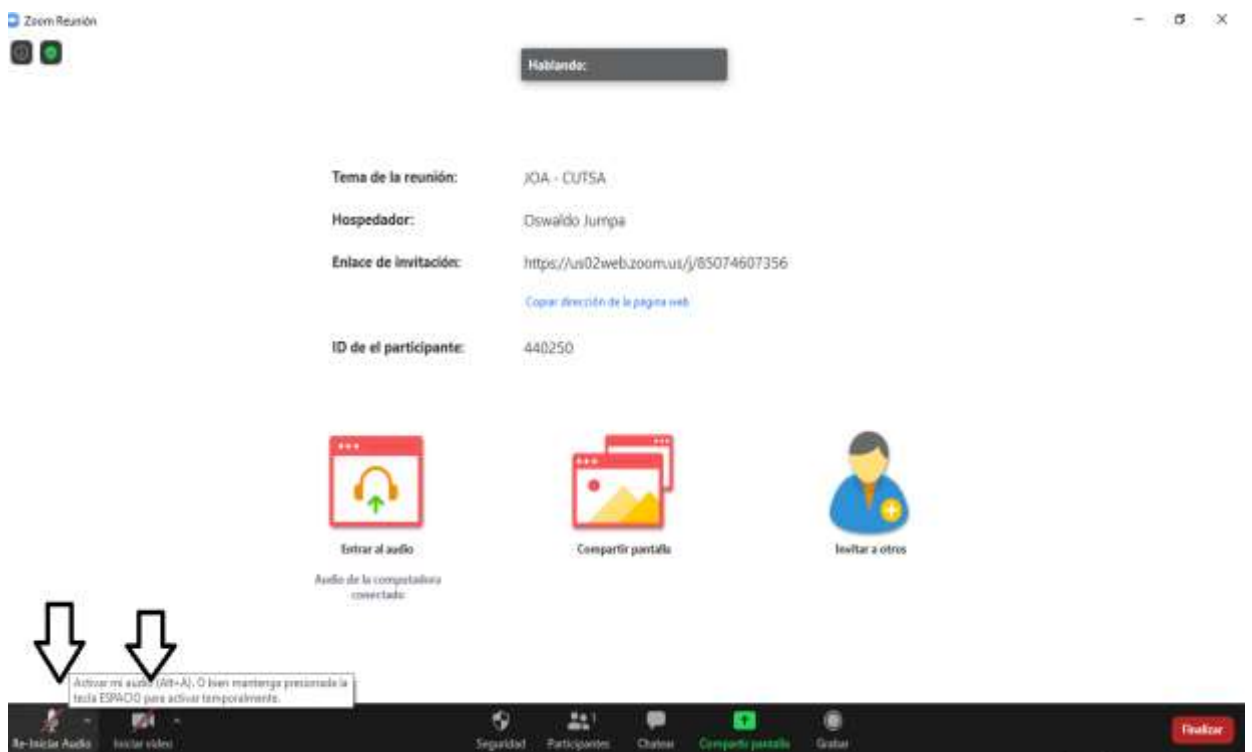 Zoom Reunión
Hablando:
Tema de la reunión: JOA - CUTSA
Hospedador: Oswaldo Jumpa
Enlace de invitación: https://us02web.zoom.us/j/85074607356
Copiar dirección de la página web
ID de el participante: 440250
Entrar al audio
Compartir pantalla
Invitar a otros
Audio de la computadora
conectado
Activar mi audio (Alt+A). O bien mantenga presionada la
tecla ESPACIO para activar temporalmente.
Re-Iniciar Audio
Iniciar video
Seguridad
Participantes
1
Chatear
Compartir pantalla
Grabar
Finalizar